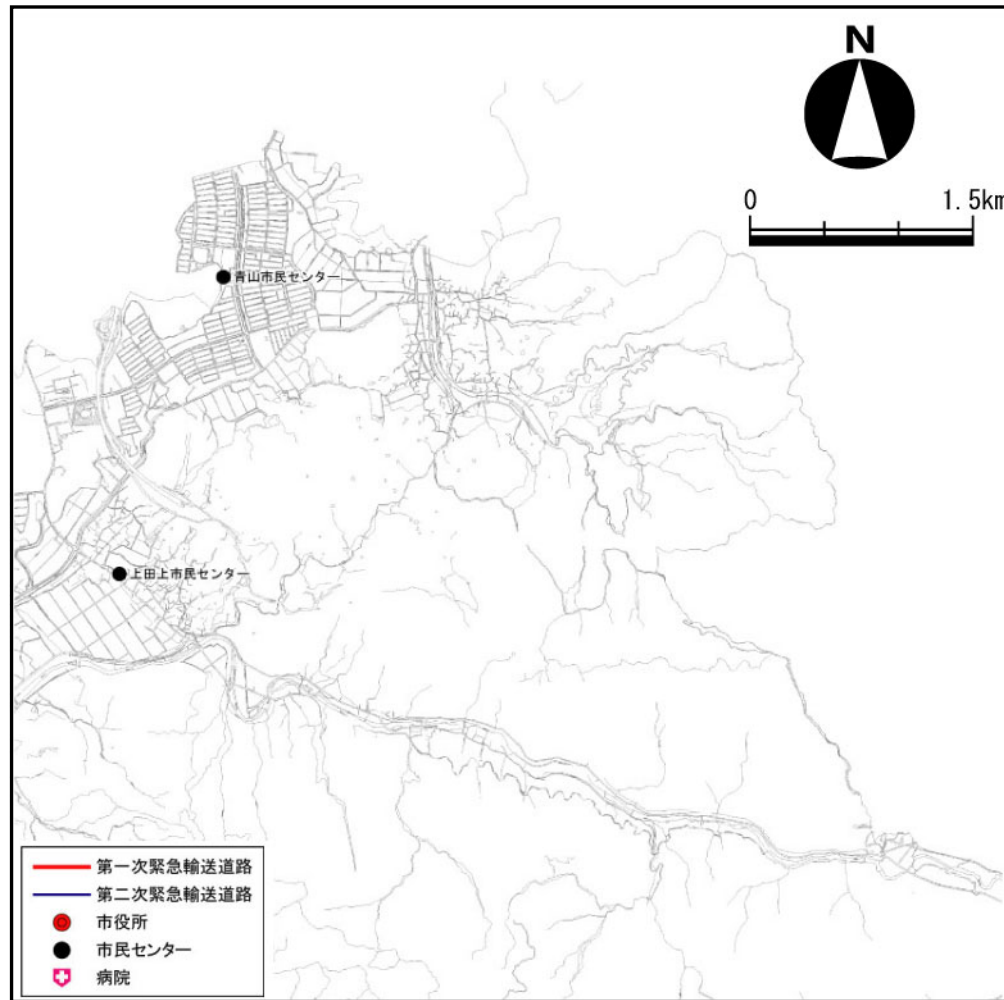 N
0 1.5km
青山市民センター
上田上市民センター
第一次緊急輸送道路
第二次緊急輸送道路
市役所
市民センター
病院